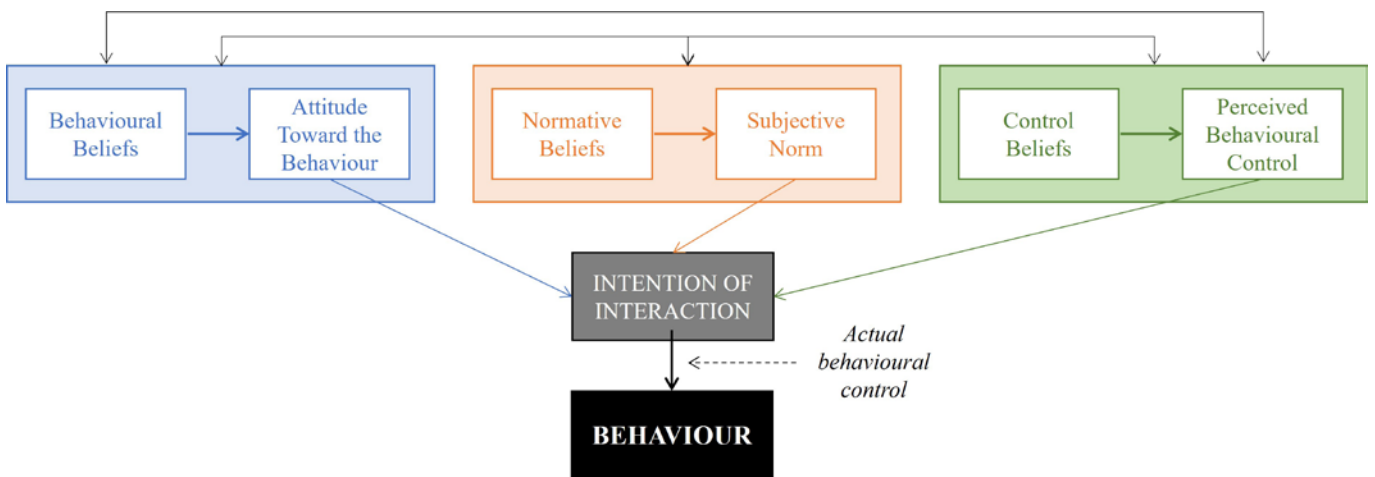 Behavioural
Beliefs
Attitude
Toward the
Behaviour
Normative
Beliefs
Subjective
Norm
Control
Beliefs
Perceived
Behavioural
Control
INTENTION OF
INTERACTION
Actual
behavioural
control
BEHAVIOUR